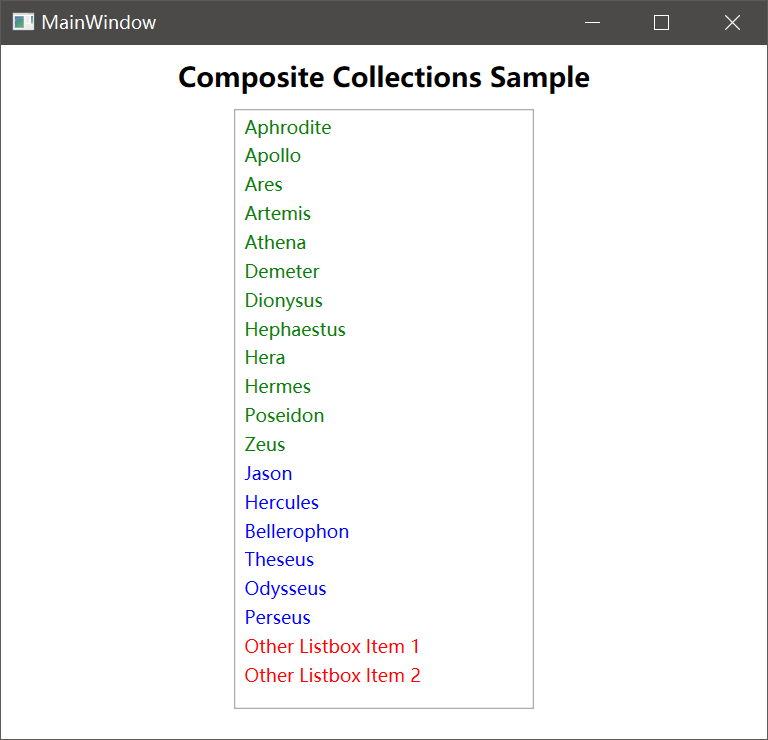 MainWindow
Composite Collections Sample
Aphrodite
Apollo
Ares
Artemis
Athena
Demeter
Dionysus
Hephaestus
Hera
Hermes
Poseidon
Zeus
Jason
Hercules
Bellerophon
Theseus
Odysseus
Perseus
Other Listbox Item 1
Other Listbox Item 2